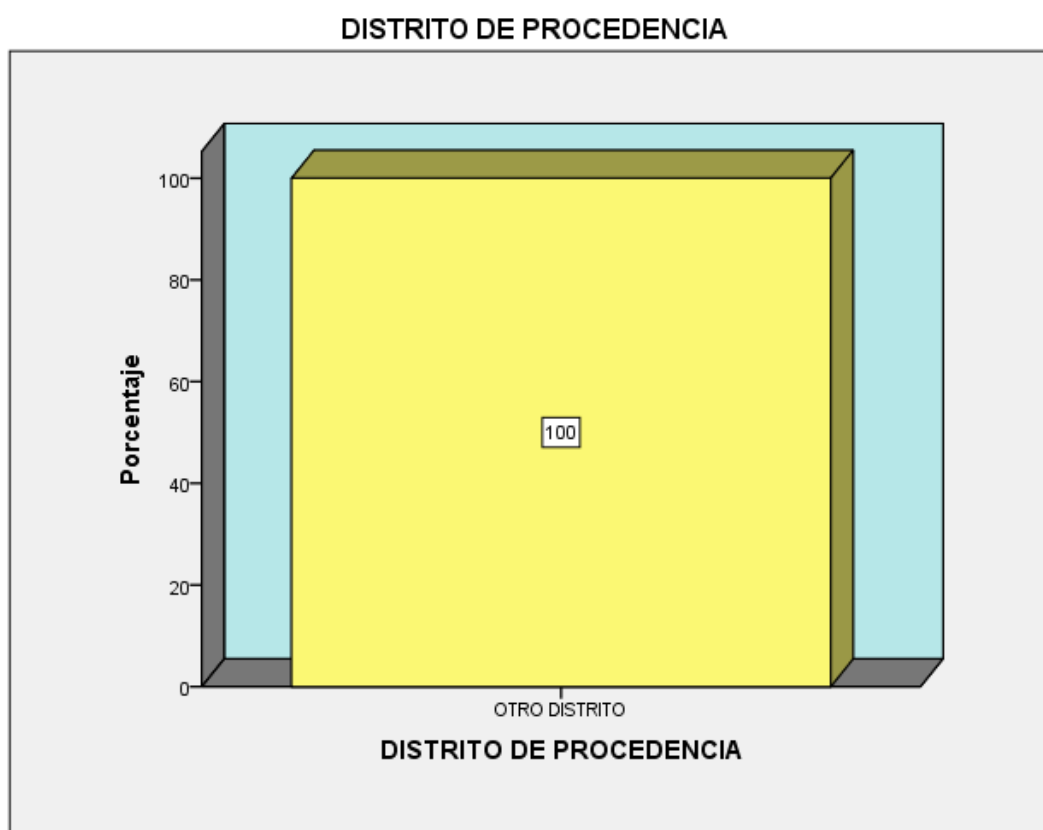 DISTRITO DE PROCEDENCIA
100
80
60
40
20
0
Porcentaje
100
OTRO DISTRITO
DISTRITO DE PROCEDENCIA